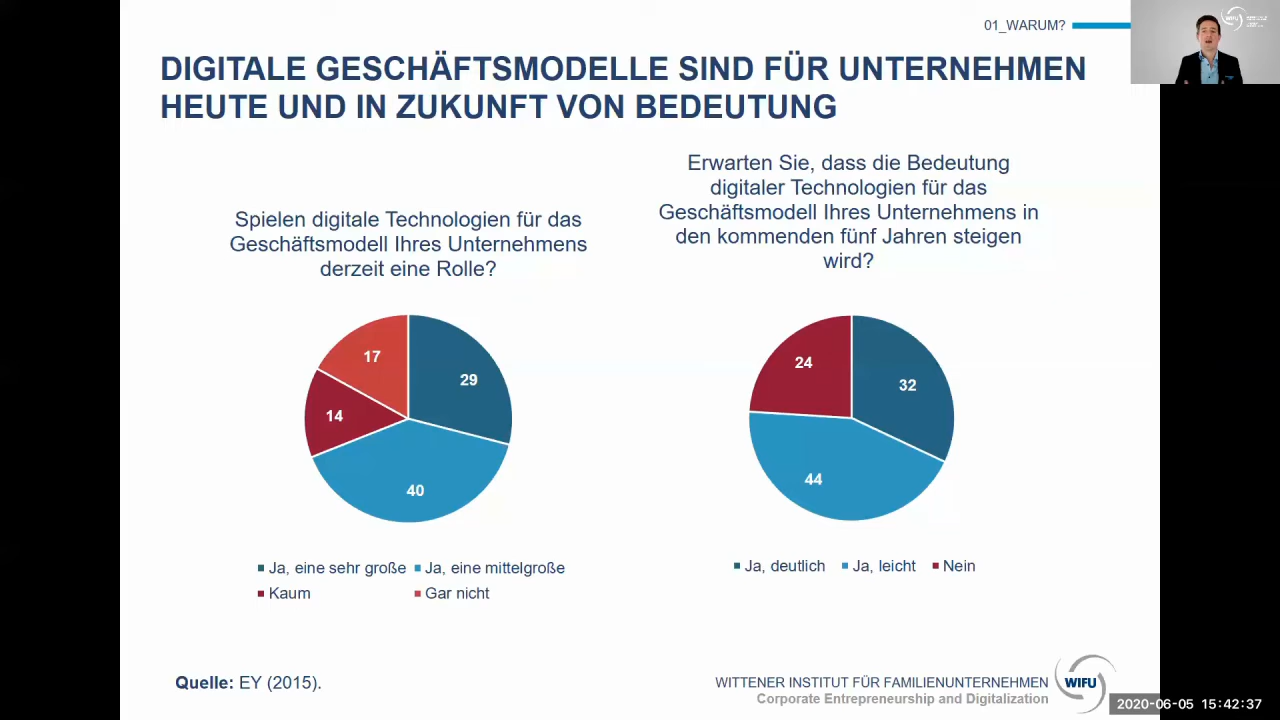 01_WARUM?
WIFU
DIGITALE GESCHÄFTSMODELLE SIND FÜR UNTERNEHMEN
HEUTE UND IN ZUKUNFT VON BEDEUTUNG
Spielen digitale Technologien für das
Geschäftsmodell Ihres Unternehmens
derzeit eine Rolle?
17
29
14
40
Ja, eine sehr große
Ja, eine mittelgroße
Kaum
Gar nicht
Erwarten Sie, dass die Bedeutung
digitaler Technologien für das
Geschäftsmodell Ihres Unternehmens in
den kommenden fünf Jahren steigen
wird?
24
32
44
Ja, deutlich
Ja, leicht
Nein
Quelle: EY (2015).
WITTENER INSTITUT FÜR FAMILIENUNTERNEHMEN
Corporate Entrepreneurship and Digitalization
WIFU
2020-06-05 15:42:37